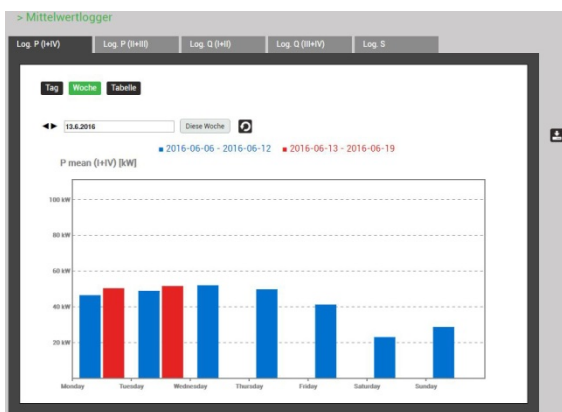 > Mittelwertlogger
Log. P (I+IV) Log. P (II+III) Log. Q (I+II) Log. Q (III+IV) Log. S
Tag Woche Tabelle
13.6.2016 Diese Woche
2016-06-06 - 2016-06-12 2016-06-13 - 2016-06-19
P mean (I+IV) [kW]
100 kW
80 kW
60 kW
40 kW
20 kW
Monday Tuesday Wednesday Thursday Friday Saturday Sunday